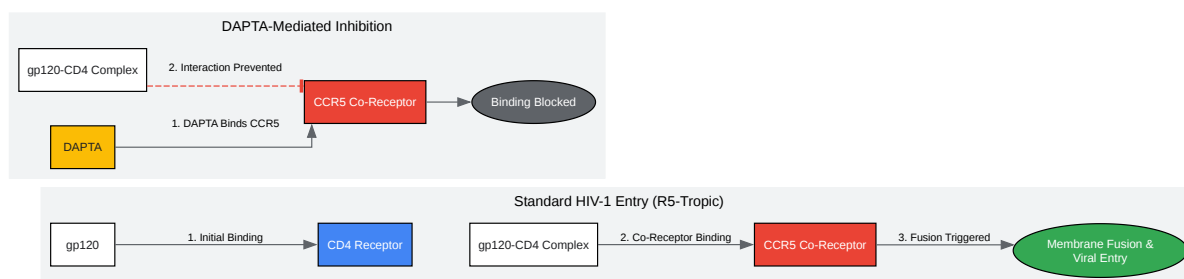 DAPTA-Mediated Inhibition
gp120-CD4 Complex
2. Interaction Prevented
CCR5 Co-Receptor
Binding Blocked
1. DAPTA Binds CCR5
DAPTA
Standard HIV-1 Entry (R5-Tropic)
gp120
1. Initial Binding
CD4 Receptor
gp120-CD4 Complex
2. Co-Receptor Binding
CCR5 Co-Receptor
3. Fusion Triggered
Membrane Fusion &
Viral Entry